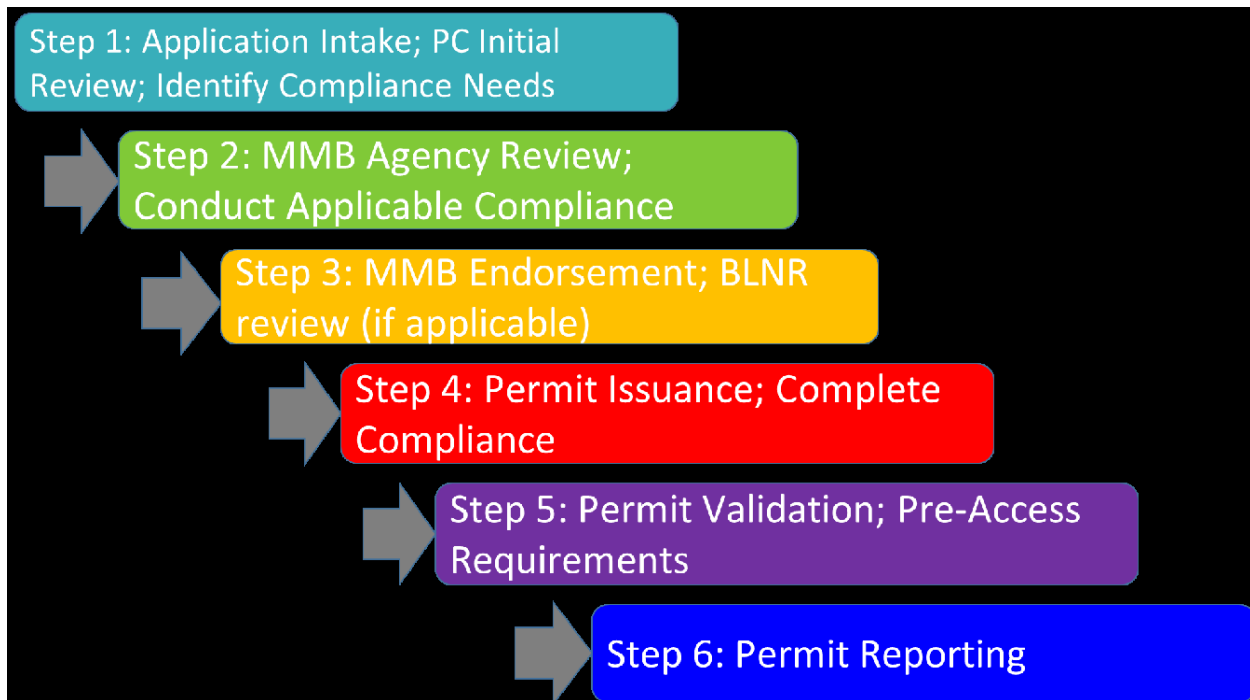 Step 1: Application Intake; PC Initial
Review; Identify Compliance Needs
Step 2: MMB Agency Review;
Conduct Applicable Compliance
Step 3: MMB Endorsement; BLNR
review (if applicable)
Step 4: Permit Issuance; Complete
Compliance
Step 5: Permit Validation; Pre-Access
Requirements
Step 6: Permit Reporting